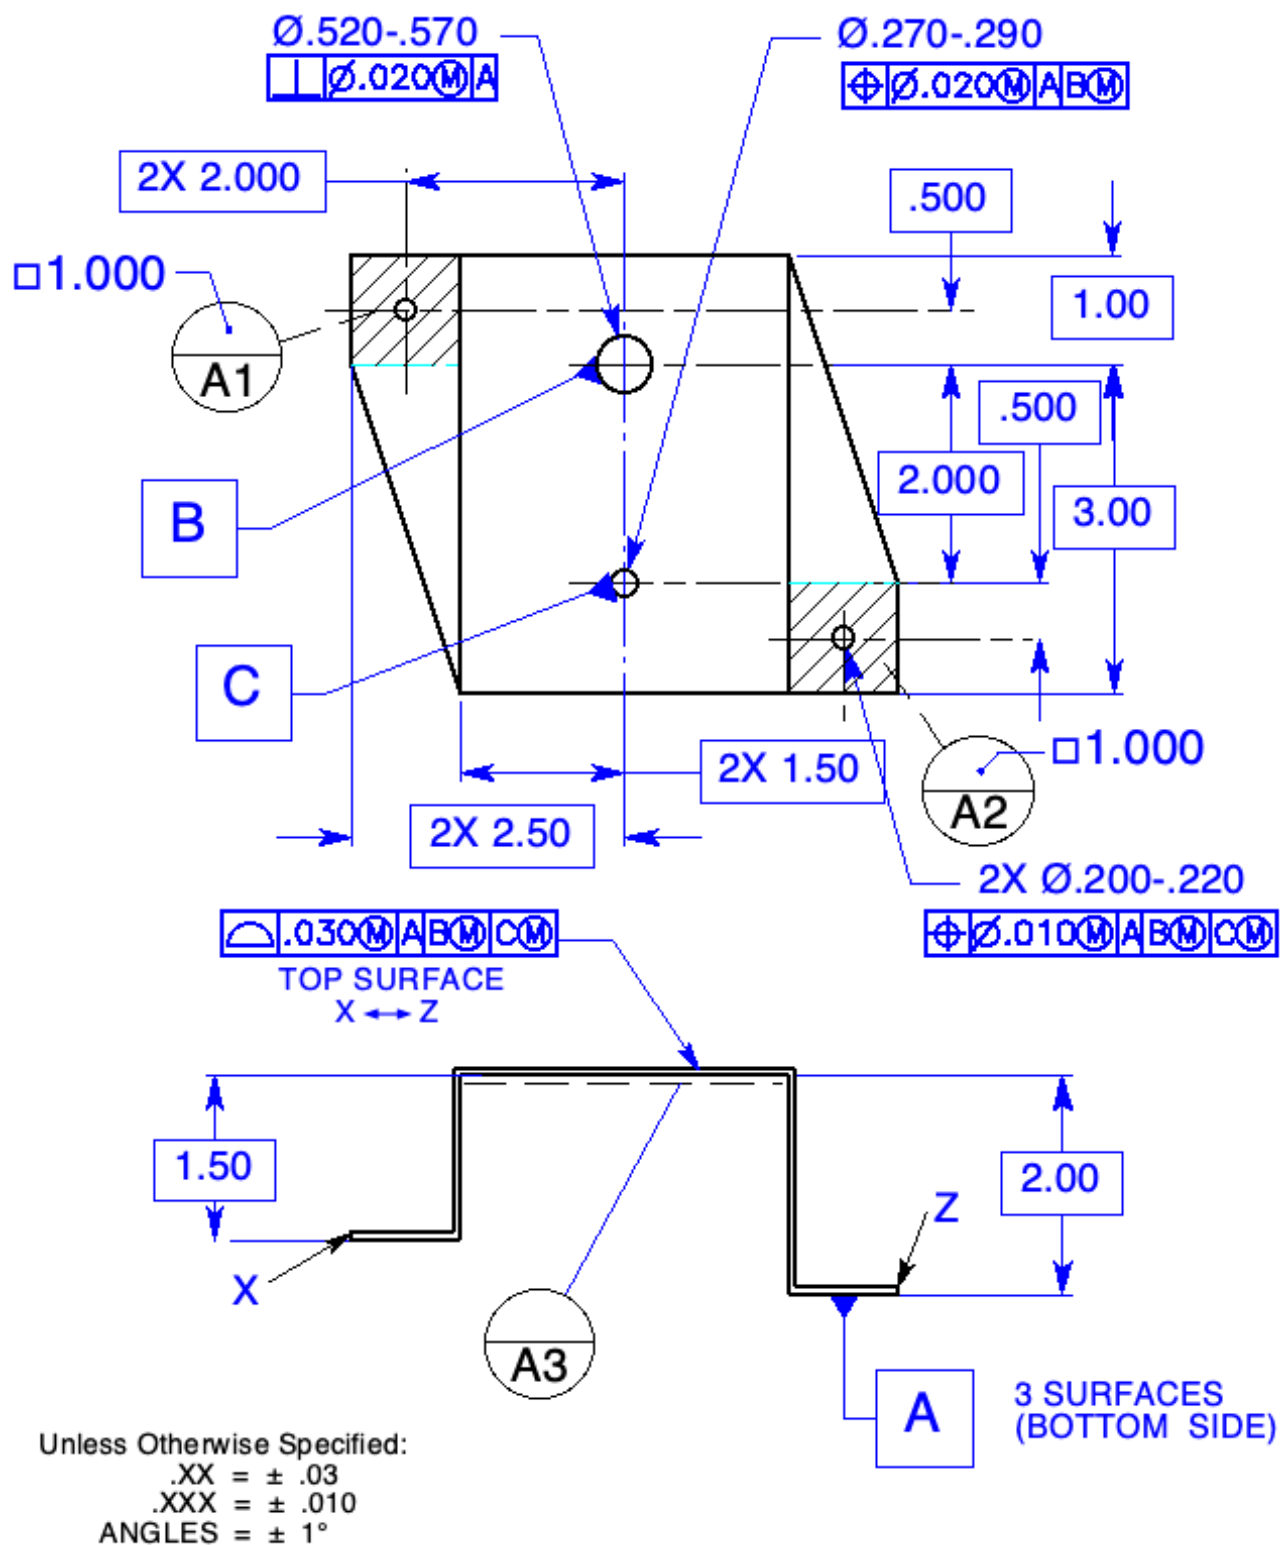 Ø.520-.570
⊥ Ø.020Ⓜ A
Ø.270-.290
⌖ Ø.020Ⓜ A BⓂ
2X 2.000
.500
□1.000
A1
1.00
.500
2.000
3.00
B
C
2X 1.50
□1.000
A2
2X 2.50
2X Ø.200-.220
⌖ Ø.010Ⓜ A BⓂ CⓂ
⌓ .030Ⓜ A BⓂ CⓂ
TOP SURFACE
X ↔ Z
1.50
2.00
X
Z
A3
A
3 SURFACES
(BOTTOM SIDE)
Unless Otherwise Specified:
.XX = ± .03
.XXX = ± .010
ANGLES = ± 1°